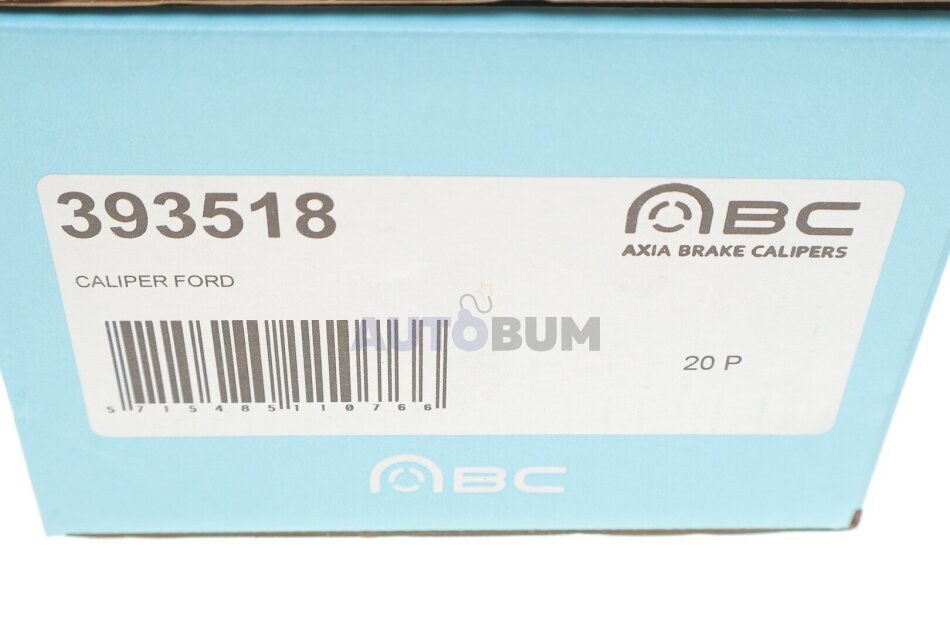 393518
ABC
AXIA BRAKE CALIPERS
CALIPER FORD
AUTOBUM
20 P
5715485110766
ABC